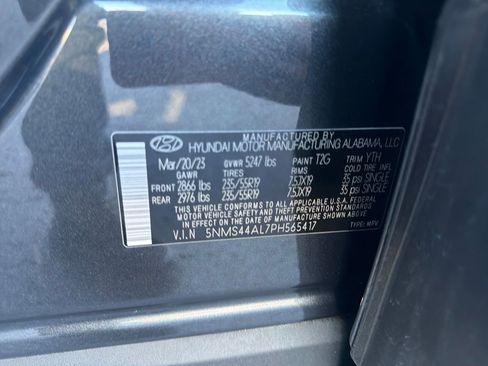 MANUFACTURED BY
HYUNDAI MOTOR MANUFACTURING ALABAMA, LLC
Mar/20/23 GVWR 5247 lbs PAINT T2G TRIM YTH
GAWR TIRES RIMS COLD TIRE INFL.
FRONT 2866 lbs 235/55R19 7.5JX19 35 psi SINGLE
REAR 2976 lbs 235/55R19 7.5JX19 35 psi SINGLE
THIS VEHICLE CONFORMS TO ALL APPLICABLE U.S. FEDERAL
MOTOR VEHICLE SAFETY AND THEFT PREVENTION STANDARDS
IN EFFECT ON THE DATE OF MANUFACTURE SHOWN ABOVE.
V.I.N 5NMS44AL7PH565417 TYPE: MPV